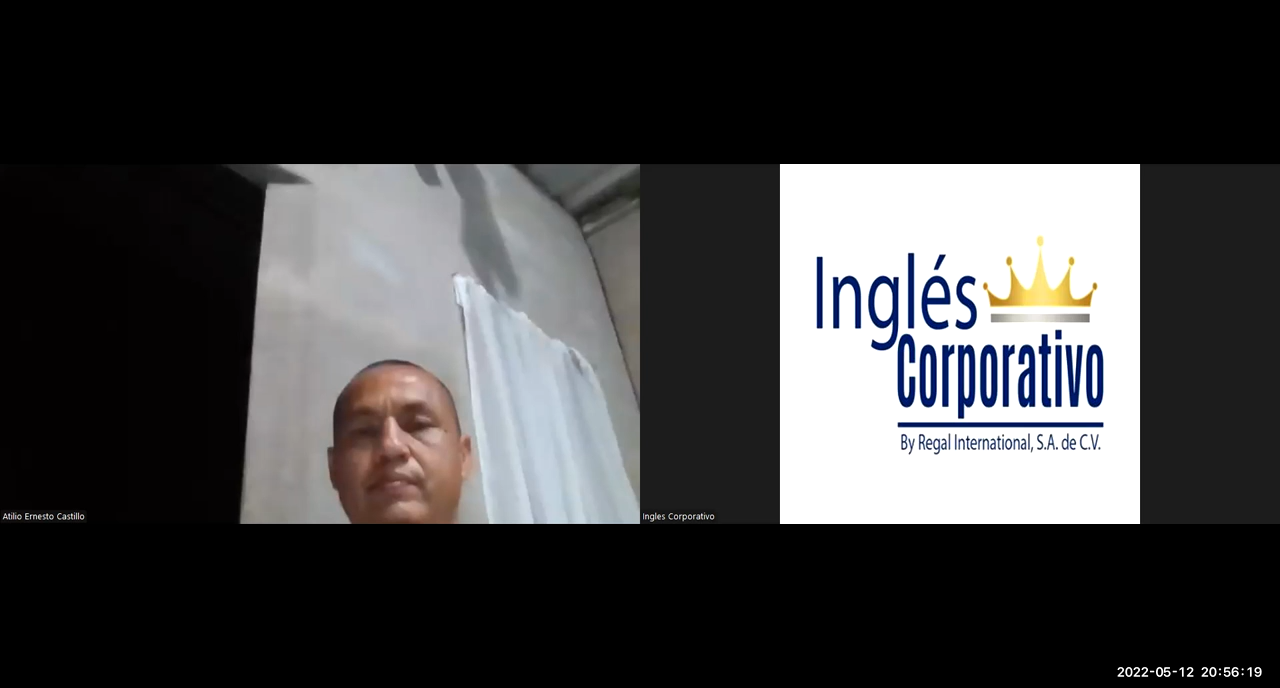 Inglés
Corporativo
By Regal International, S.A. de C.V.
Atilio Ernesto Castillo
Ingles Corporativo
2022-05-12 20:56:19